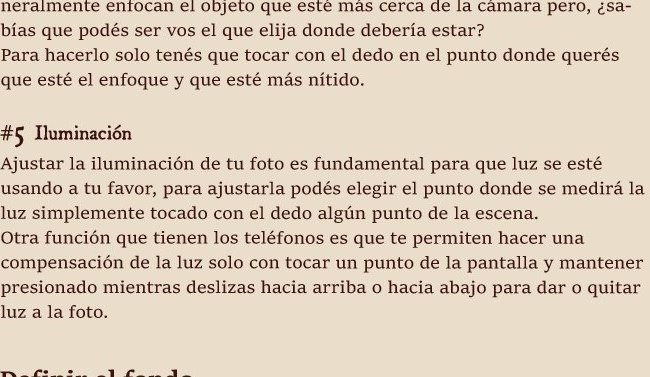 neralmente enfocan el objeto que esté más cerca de la cámara pero, ¿sa-
bías que podés ser vos el que elija donde debería estar?
Para hacerlo solo tenés que tocar con el dedo en el punto donde querés
que esté el enfoque y que esté más nítido.
#5 Iluminación
Ajustar la iluminación de tu foto es fundamental para que luz se esté
usando a tu favor, para ajustarla podés elegir el punto donde se medirá la
luz simplemente tocado con el dedo algún punto de la escena.
Otra función que tienen los teléfonos es que te permiten hacer una
compensación de la luz solo con tocar un punto de la pantalla y mantener
presionado mientras deslizas hacia arriba o hacia abajo para dar o quitar
luz a la foto.
Definir el fondo